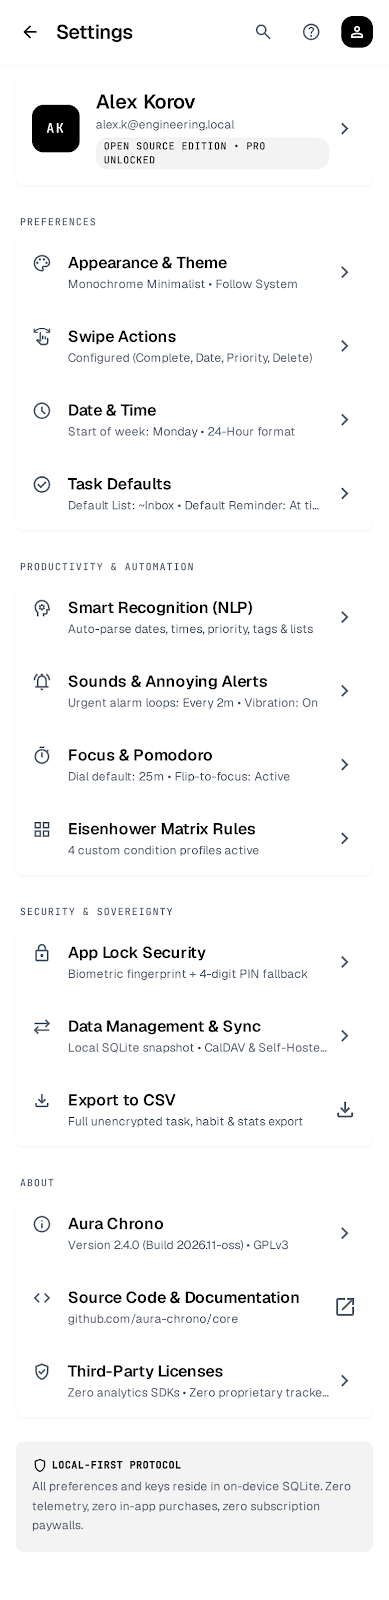 Settings
Alex Korov
AK
alex.k@engineering.local
OPEN SOURCE EDITION • PRO
UNLOCKED
PREFERENCES
Appearance & Theme
Monochrome Minimalist • Follow System
Swipe Actions
Configured (Complete, Date, Priority, Delete)
Date & Time
Start of week: Monday • 24-Hour format
Task Defaults
Default List: ~Inbox • Default Reminder: At ti...
PRODUCTIVITY & AUTOMATION
Smart Recognition (NLP)
Auto-parse dates, times, priority, tags & lists
Sounds & Annoying Alerts
Urgent alarm loops: Every 2m • Vibration: On
Focus & Pomodoro
Dial default: 25m • Flip-to-focus: Active
Eisenhower Matrix Rules
4 custom condition profiles active
SECURITY & SOVEREIGNTY
App Lock Security
Biometric fingerprint + 4-digit PIN fallback
Data Management & Sync
Local SQLite snapshot • CalDAV & Self-Hoste...
Export to CSV
Full unencrypted task, habit & stats export
ABOUT
Aura Chrono
Version 2.4.0 (Build 2026.11-oss) • GPLv3
Source Code & Documentation
github.com/aura-chrono/core
Third-Party Licenses
Zero analytics SDKs • Zero proprietary tracke...
LOCAL-FIRST PROTOCOL
All preferences and keys reside in on-device SQLite. Zero
telemetry, zero in-app purchases, zero subscription
paywalls.